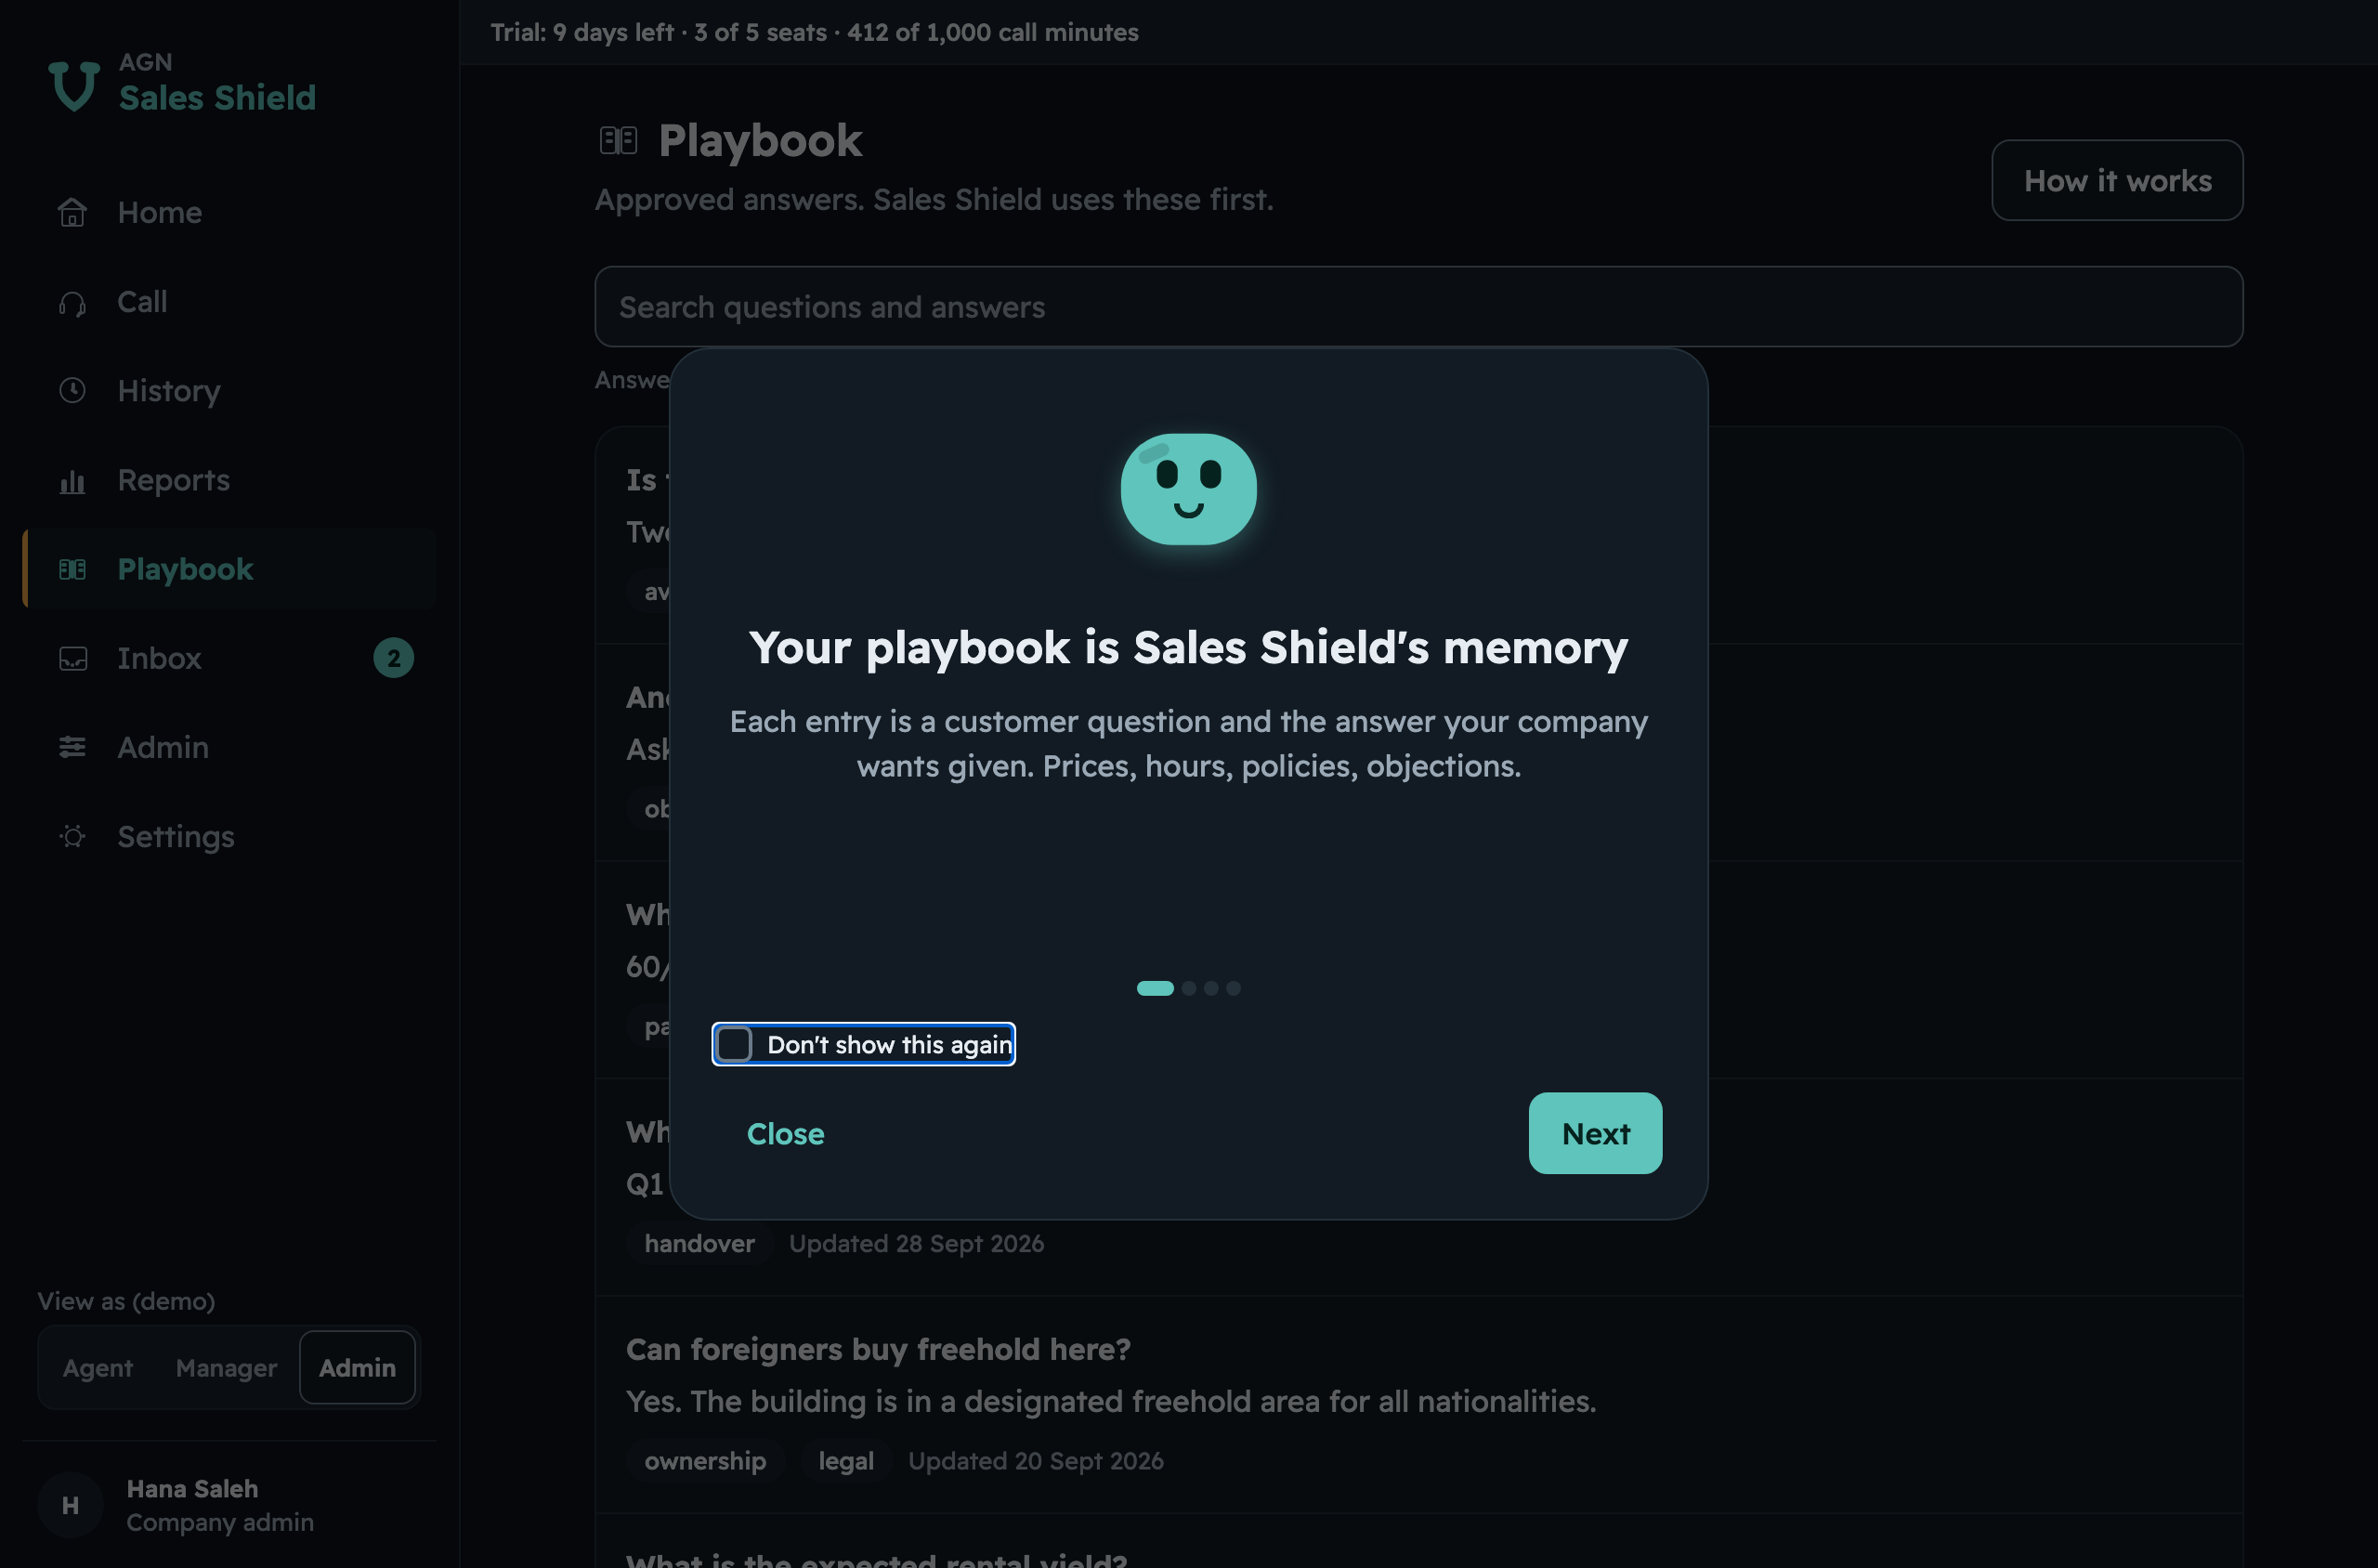 AGN
Sales Shield
Home
Call
History
Reports
Playbook
Inbox
2
Admin
Settings
View as (demo)
Agent Manager Admin
H
Hana Saleh
Company admin
Trial: 9 days left · 3 of 5 seats · 412 of 1,000 call minutes
Playbook
Approved answers. Sales Shield uses these first.
How it works
Search questions and answers
Is
Your playbook is Sales Shield's memory
Each entry is a customer question and the answer your company
wants given. Prices, hours, policies, objections.
Don't show this again
Close
Next
60/
Q1
handover Updated 28 Sept 2026
Can foreigners buy freehold here?
Yes. The building is in a designated freehold area for all nationalities.
ownership legal Updated 20 Sept 2026
What is the expected rental yield?